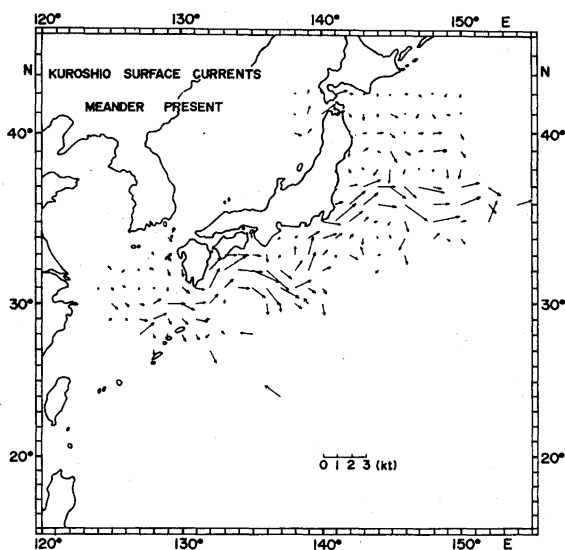 120° 130° 140° 150° E
N KUROSHIO SURFACE CURRENTS N
MEANDER PRESENT
40° 40°
30° 30°
20° 20°
0 1 2 3 (kt)
120° 130° 140° 150° E